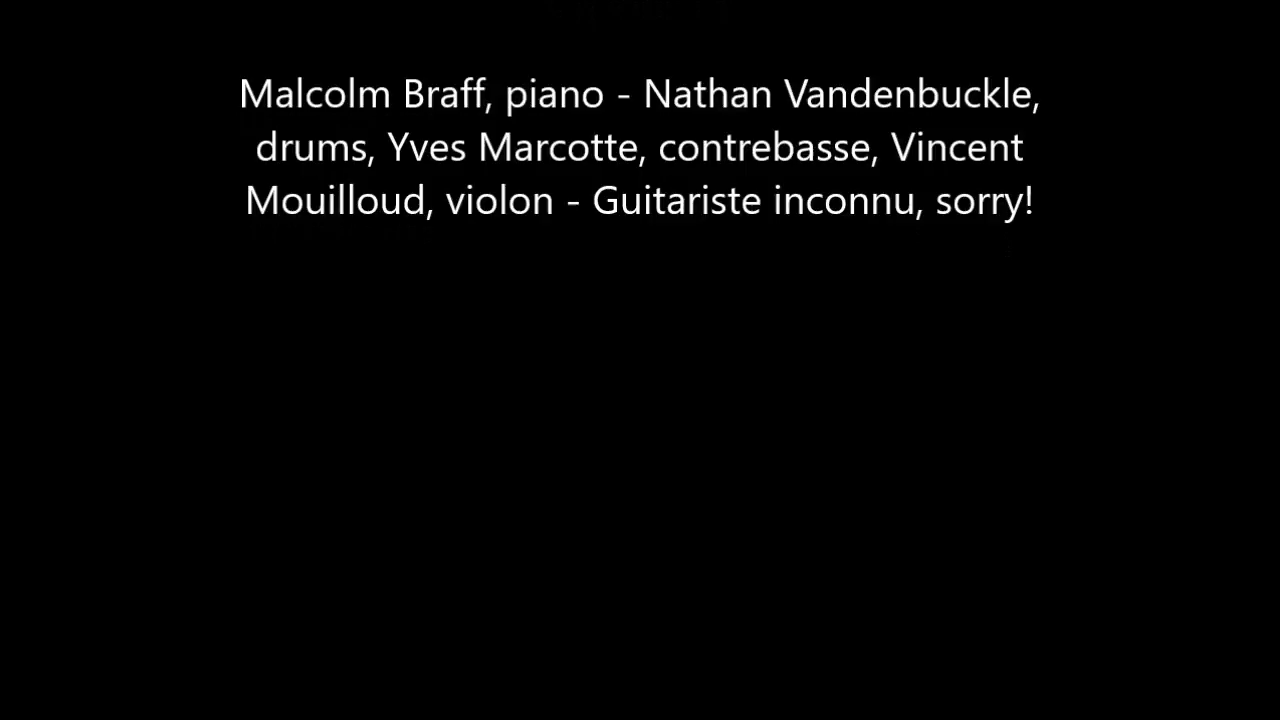 Malcolm Braff, piano - Nathan Vandenbuckle,
drums, Yves Marcotte, contrebasse, Vincent
Mouilloud, violon - Guitariste inconnu, sorry!